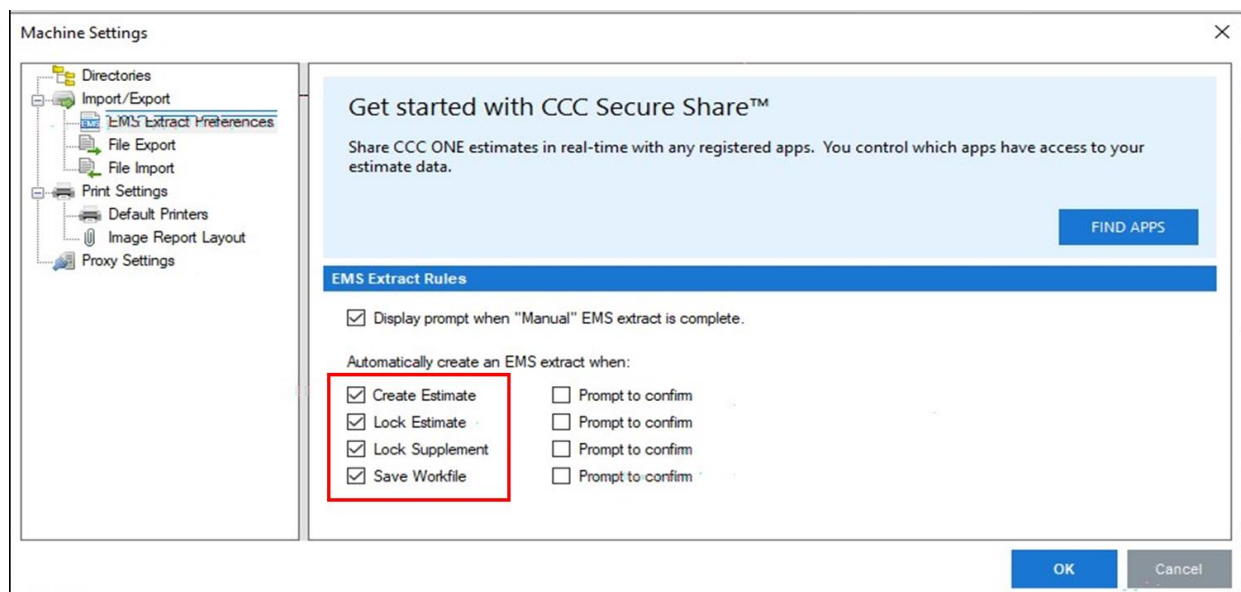 Machine Settings
Directories
Import/Export
EMS Extract Preferences
File Export
File Import
Print Settings
Default Printers
Image Report Layout
Proxy Settings
Get started with CCC Secure Share™
Share CCC ONE estimates in real-time with any registered apps. You control which apps have access to your
estimate data.
FIND APPS
EMS Extract Rules
Display prompt when "Manual" EMS extract is complete.
Automatically create an EMS extract when:
Create Estimate Prompt to confirm
Lock Estimate Prompt to confirm
Lock Supplement Prompt to confirm
Save Workfile Prompt to confirm
OK Cancel